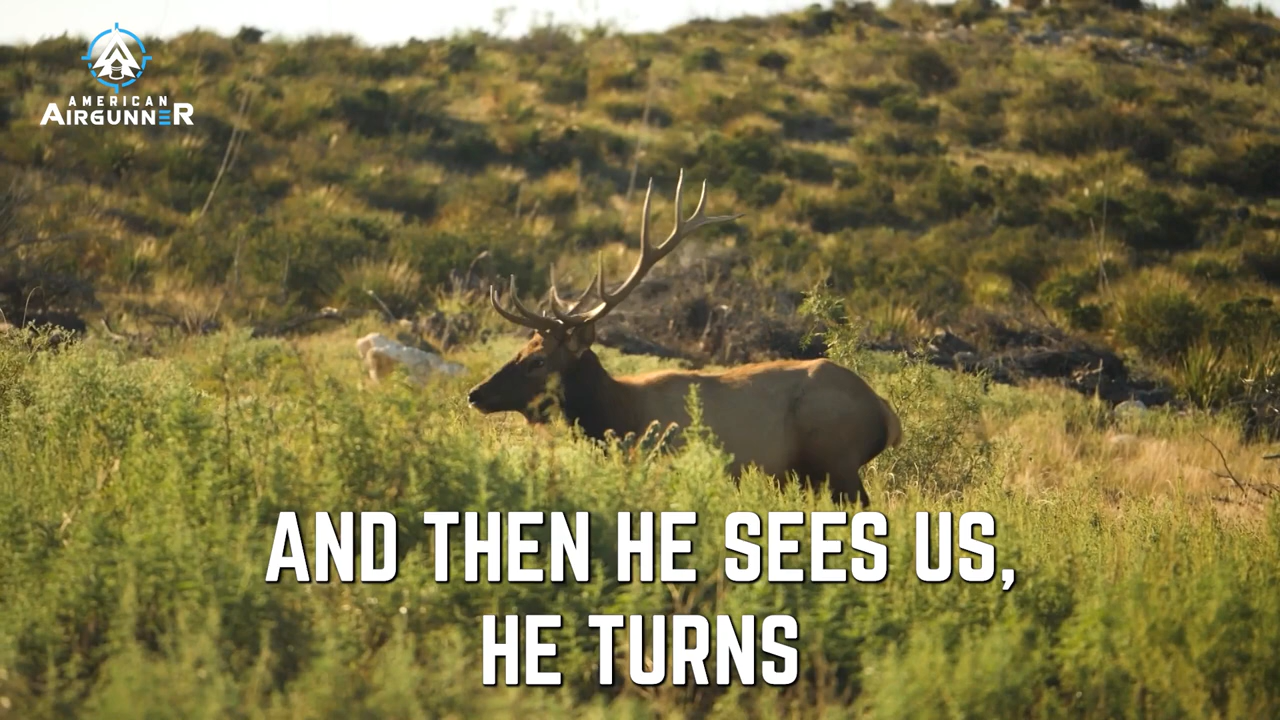 AMERICAN
AIRGUNNER
AND THEN HE SEES US,
HE TURNS